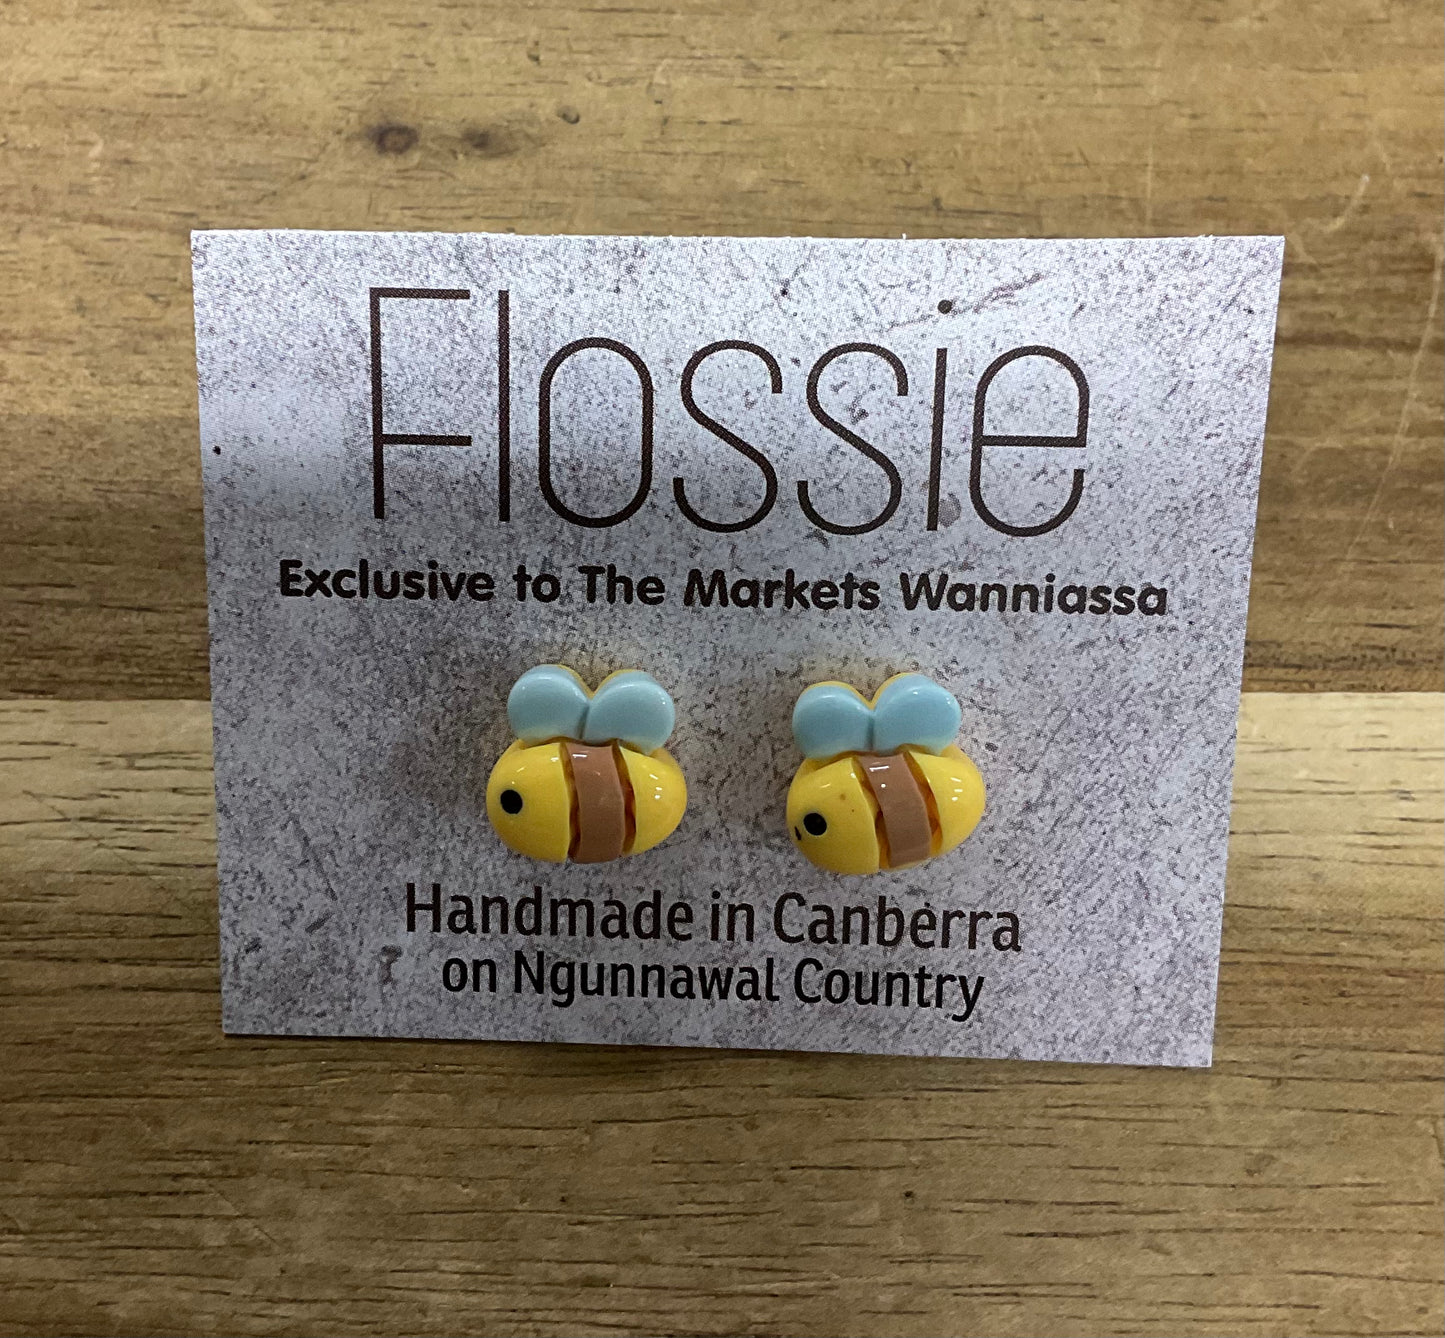 Flossie
Exclusive to The Markets Wanniassa
Handmade in Canberra
on Ngunnawal Country